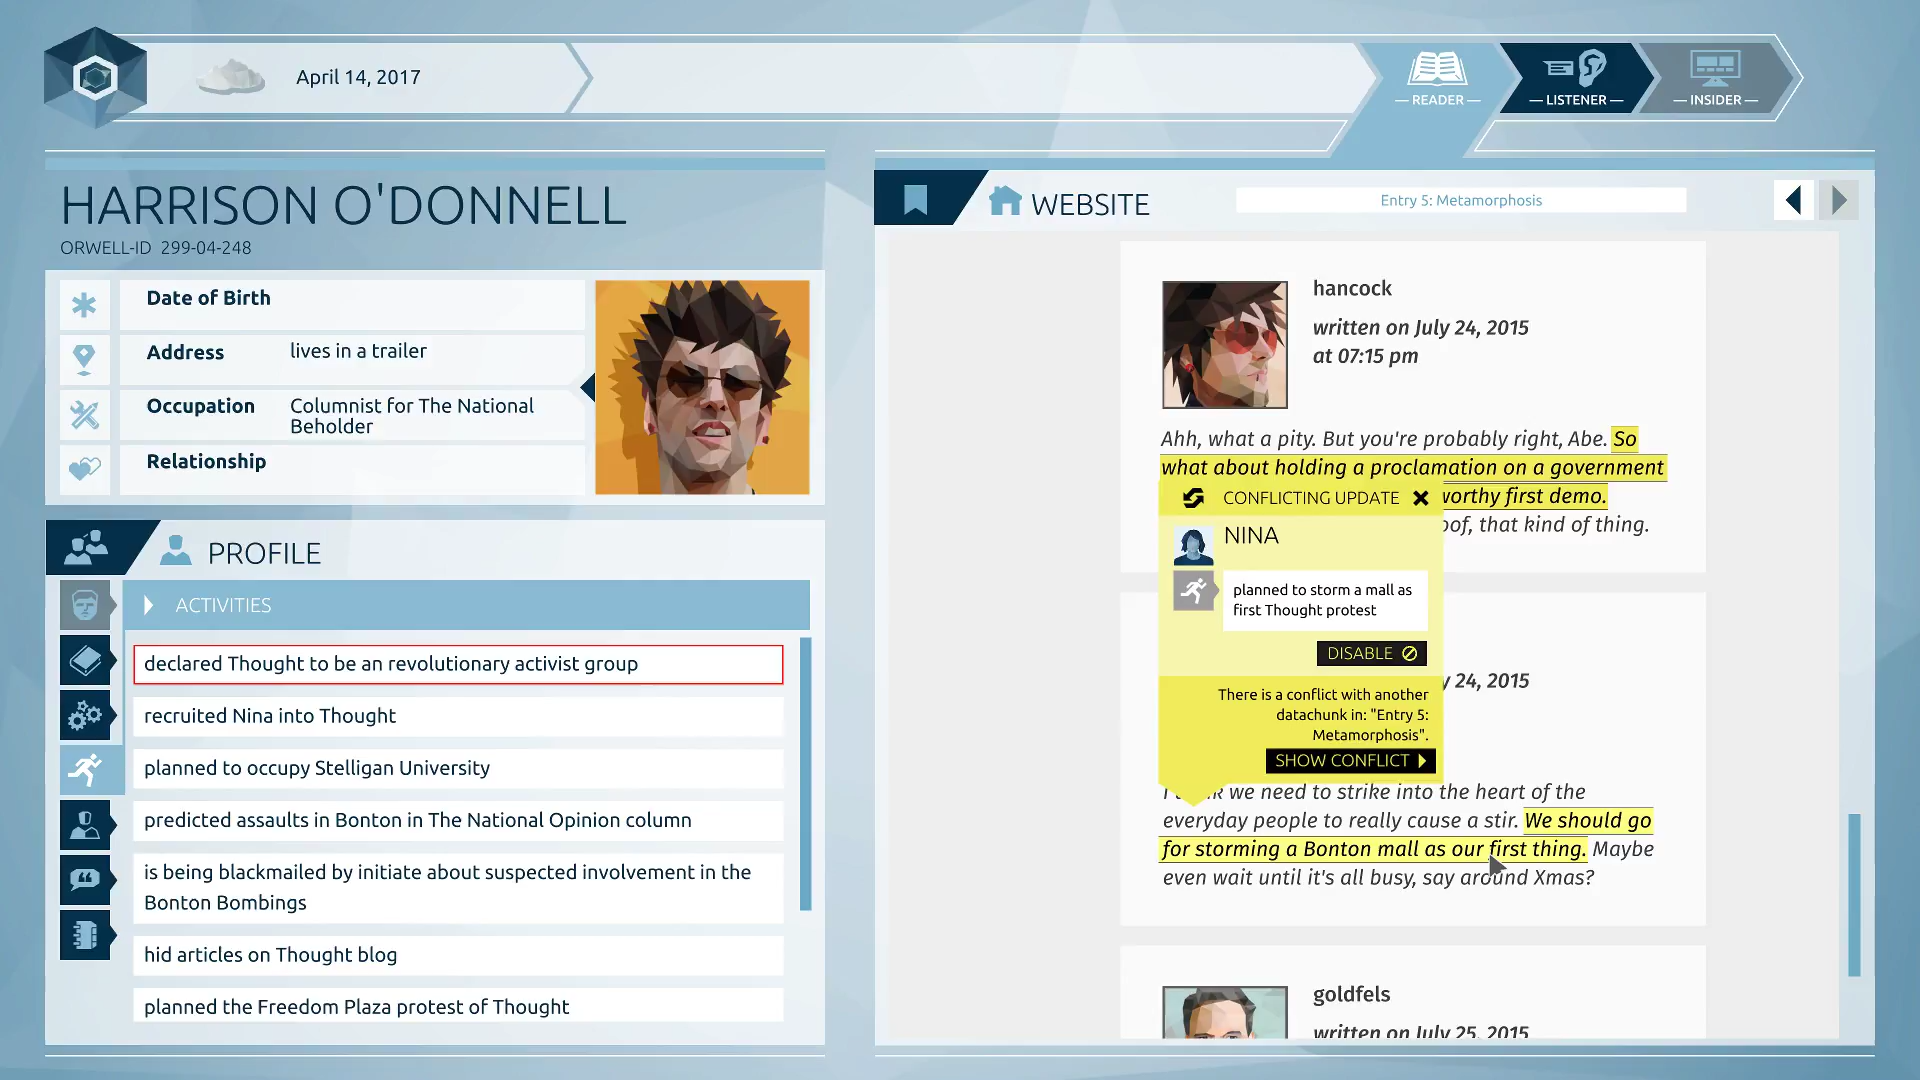 April 14, 2017
— READER —
— LISTENER —
— INSIDER —
HARRISON O'DONNELL
ORWELL-ID 299-04-248
Date of Birth
Address lives in a trailer
Occupation Columnist for The National
Beholder
Relationship
PROFILE
ACTIVITIES
declared Thought to be an revolutionary activist group
recruited Nina into Thought
planned to occupy Stelligan University
predicted assaults in Bonton in The National Opinion column
is being blackmailed by initiate about suspected involvement in the
Bonton Bombings
hid articles on Thought blog
planned the Freedom Plaza protest of Thought
WEBSITE
Entry 5: Metamorphosis
hancock
written on July 24, 2015
at 07:15 pm
Ahh, what a pity. But you're probably right, Abe. So
what about holding a proclamation on a government
worthy first demo.
oof, that kind of thing.
CONFLICTING UPDATE
NINA
planned to storm a mall as
first Thought protest
DISABLE
There is a conflict with another
datachunk in: "Entry 5:
Metamorphosis".
SHOW CONFLICT
y 24, 2015
we need to strike into the heart of the
everyday people to really cause a stir. We should go
for storming a Bonton mall as our first thing. Maybe
even wait until it's all busy, say around Xmas?
goldfels
written on July 25, 2015